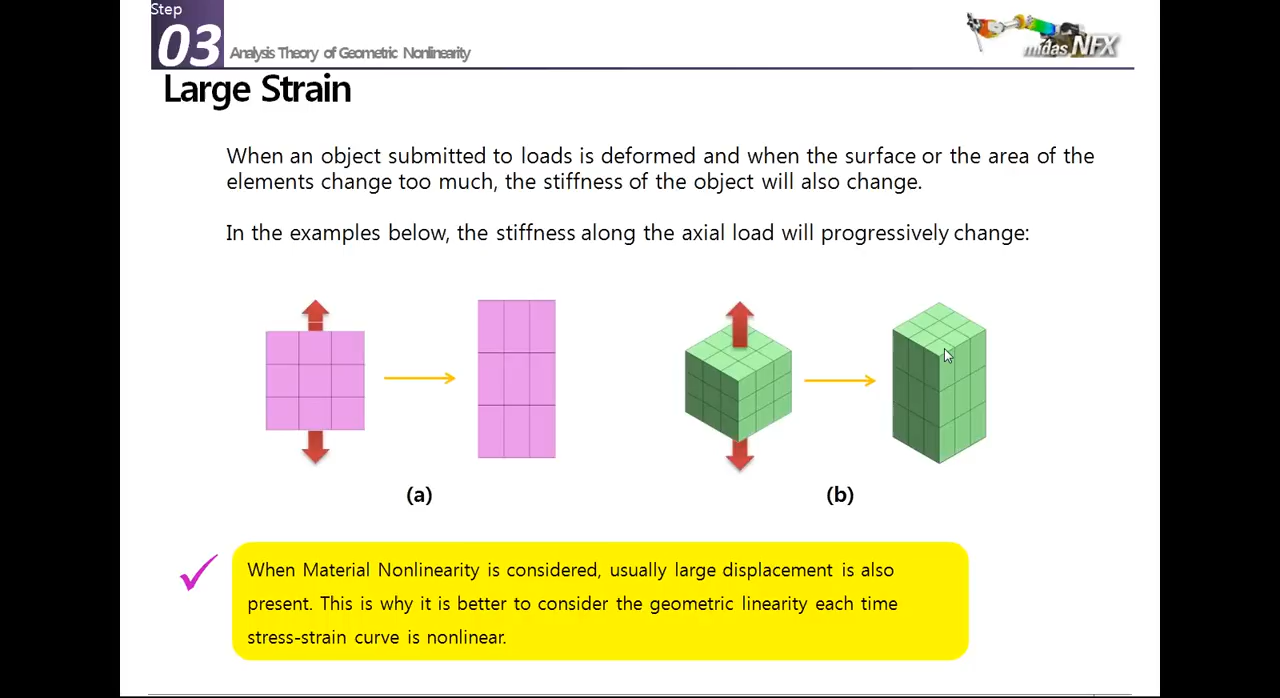 Step
03
Analysis Theory of Geometric Nonlinearity
midas NFX
Large Strain
When an object submitted to loads is deformed and when the surface or the area of the
elements change too much, the stiffness of the object will also change.
In the examples below, the stiffness along the axial load will progressively change:
(a)
(b)
When Material Nonlinearity is considered, usually large displacement is also
present. This is why it is better to consider the geometric linearity each time
stress-strain curve is nonlinear.